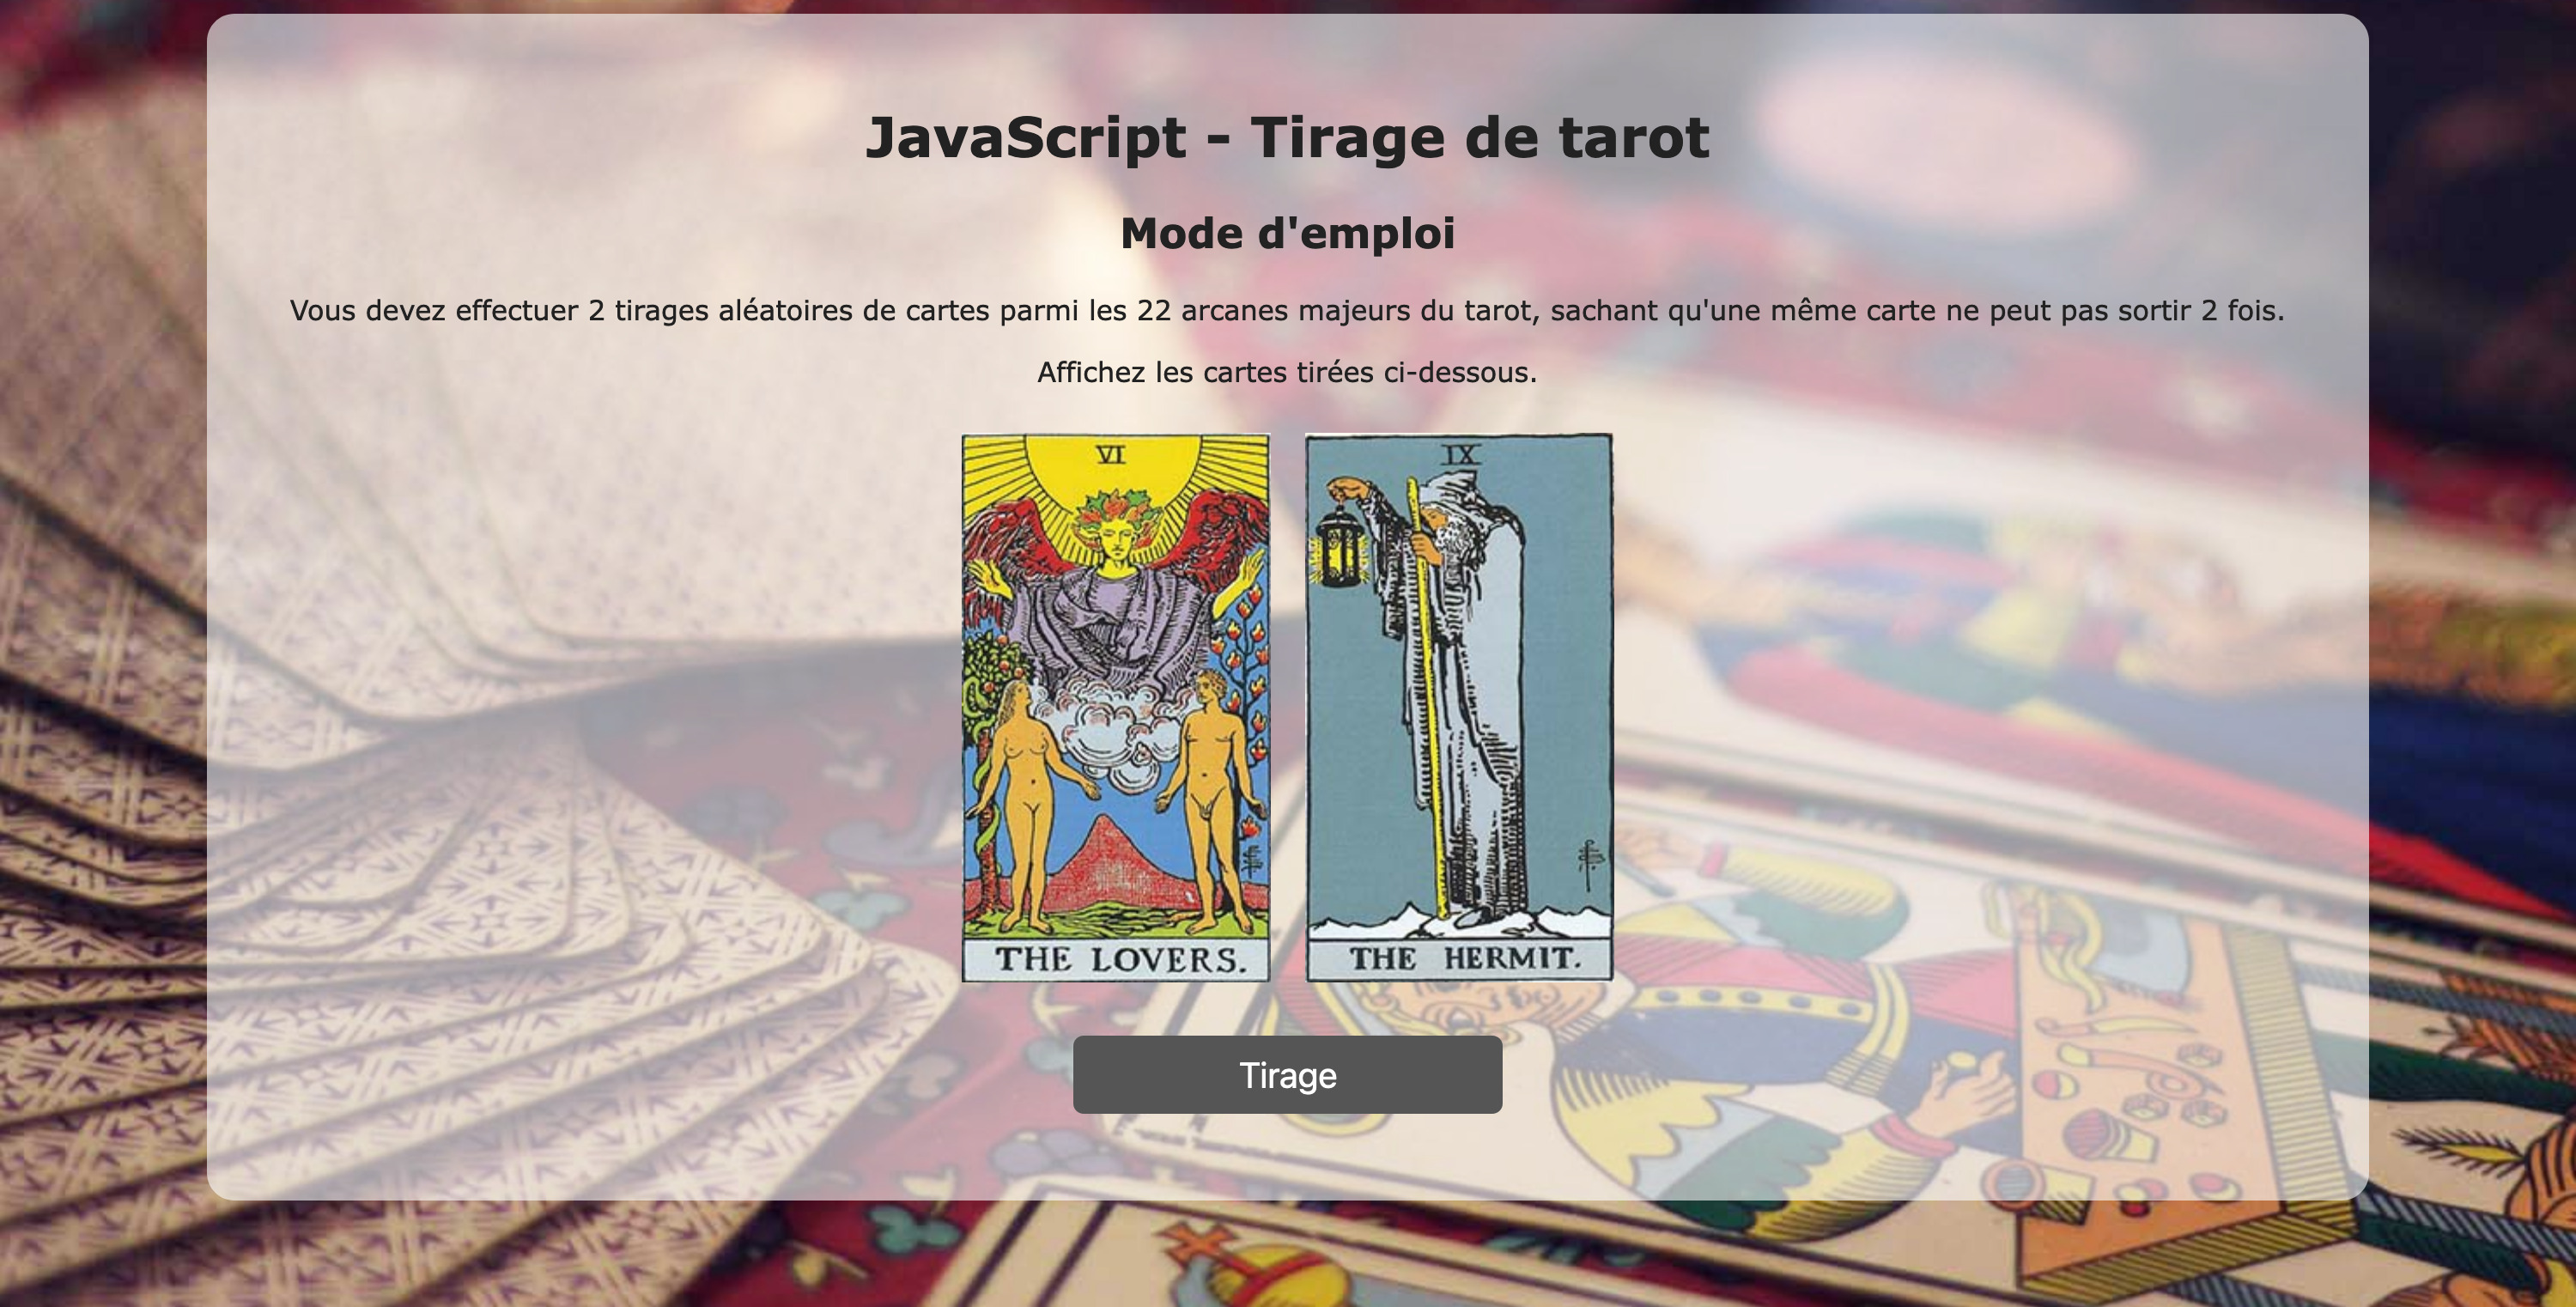 JavaScript - Tirage de tarot
Mode d'emploi
Vous devez effectuer 2 tirages aléatoires de cartes parmi les 22 arcanes majeurs du tarot, sachant qu'une même carte ne peut pas sortir 2 fois.
Affichez les cartes tirées ci-dessous.
VI
IX
THE LOVERS.
THE HERMIT.
Tirage